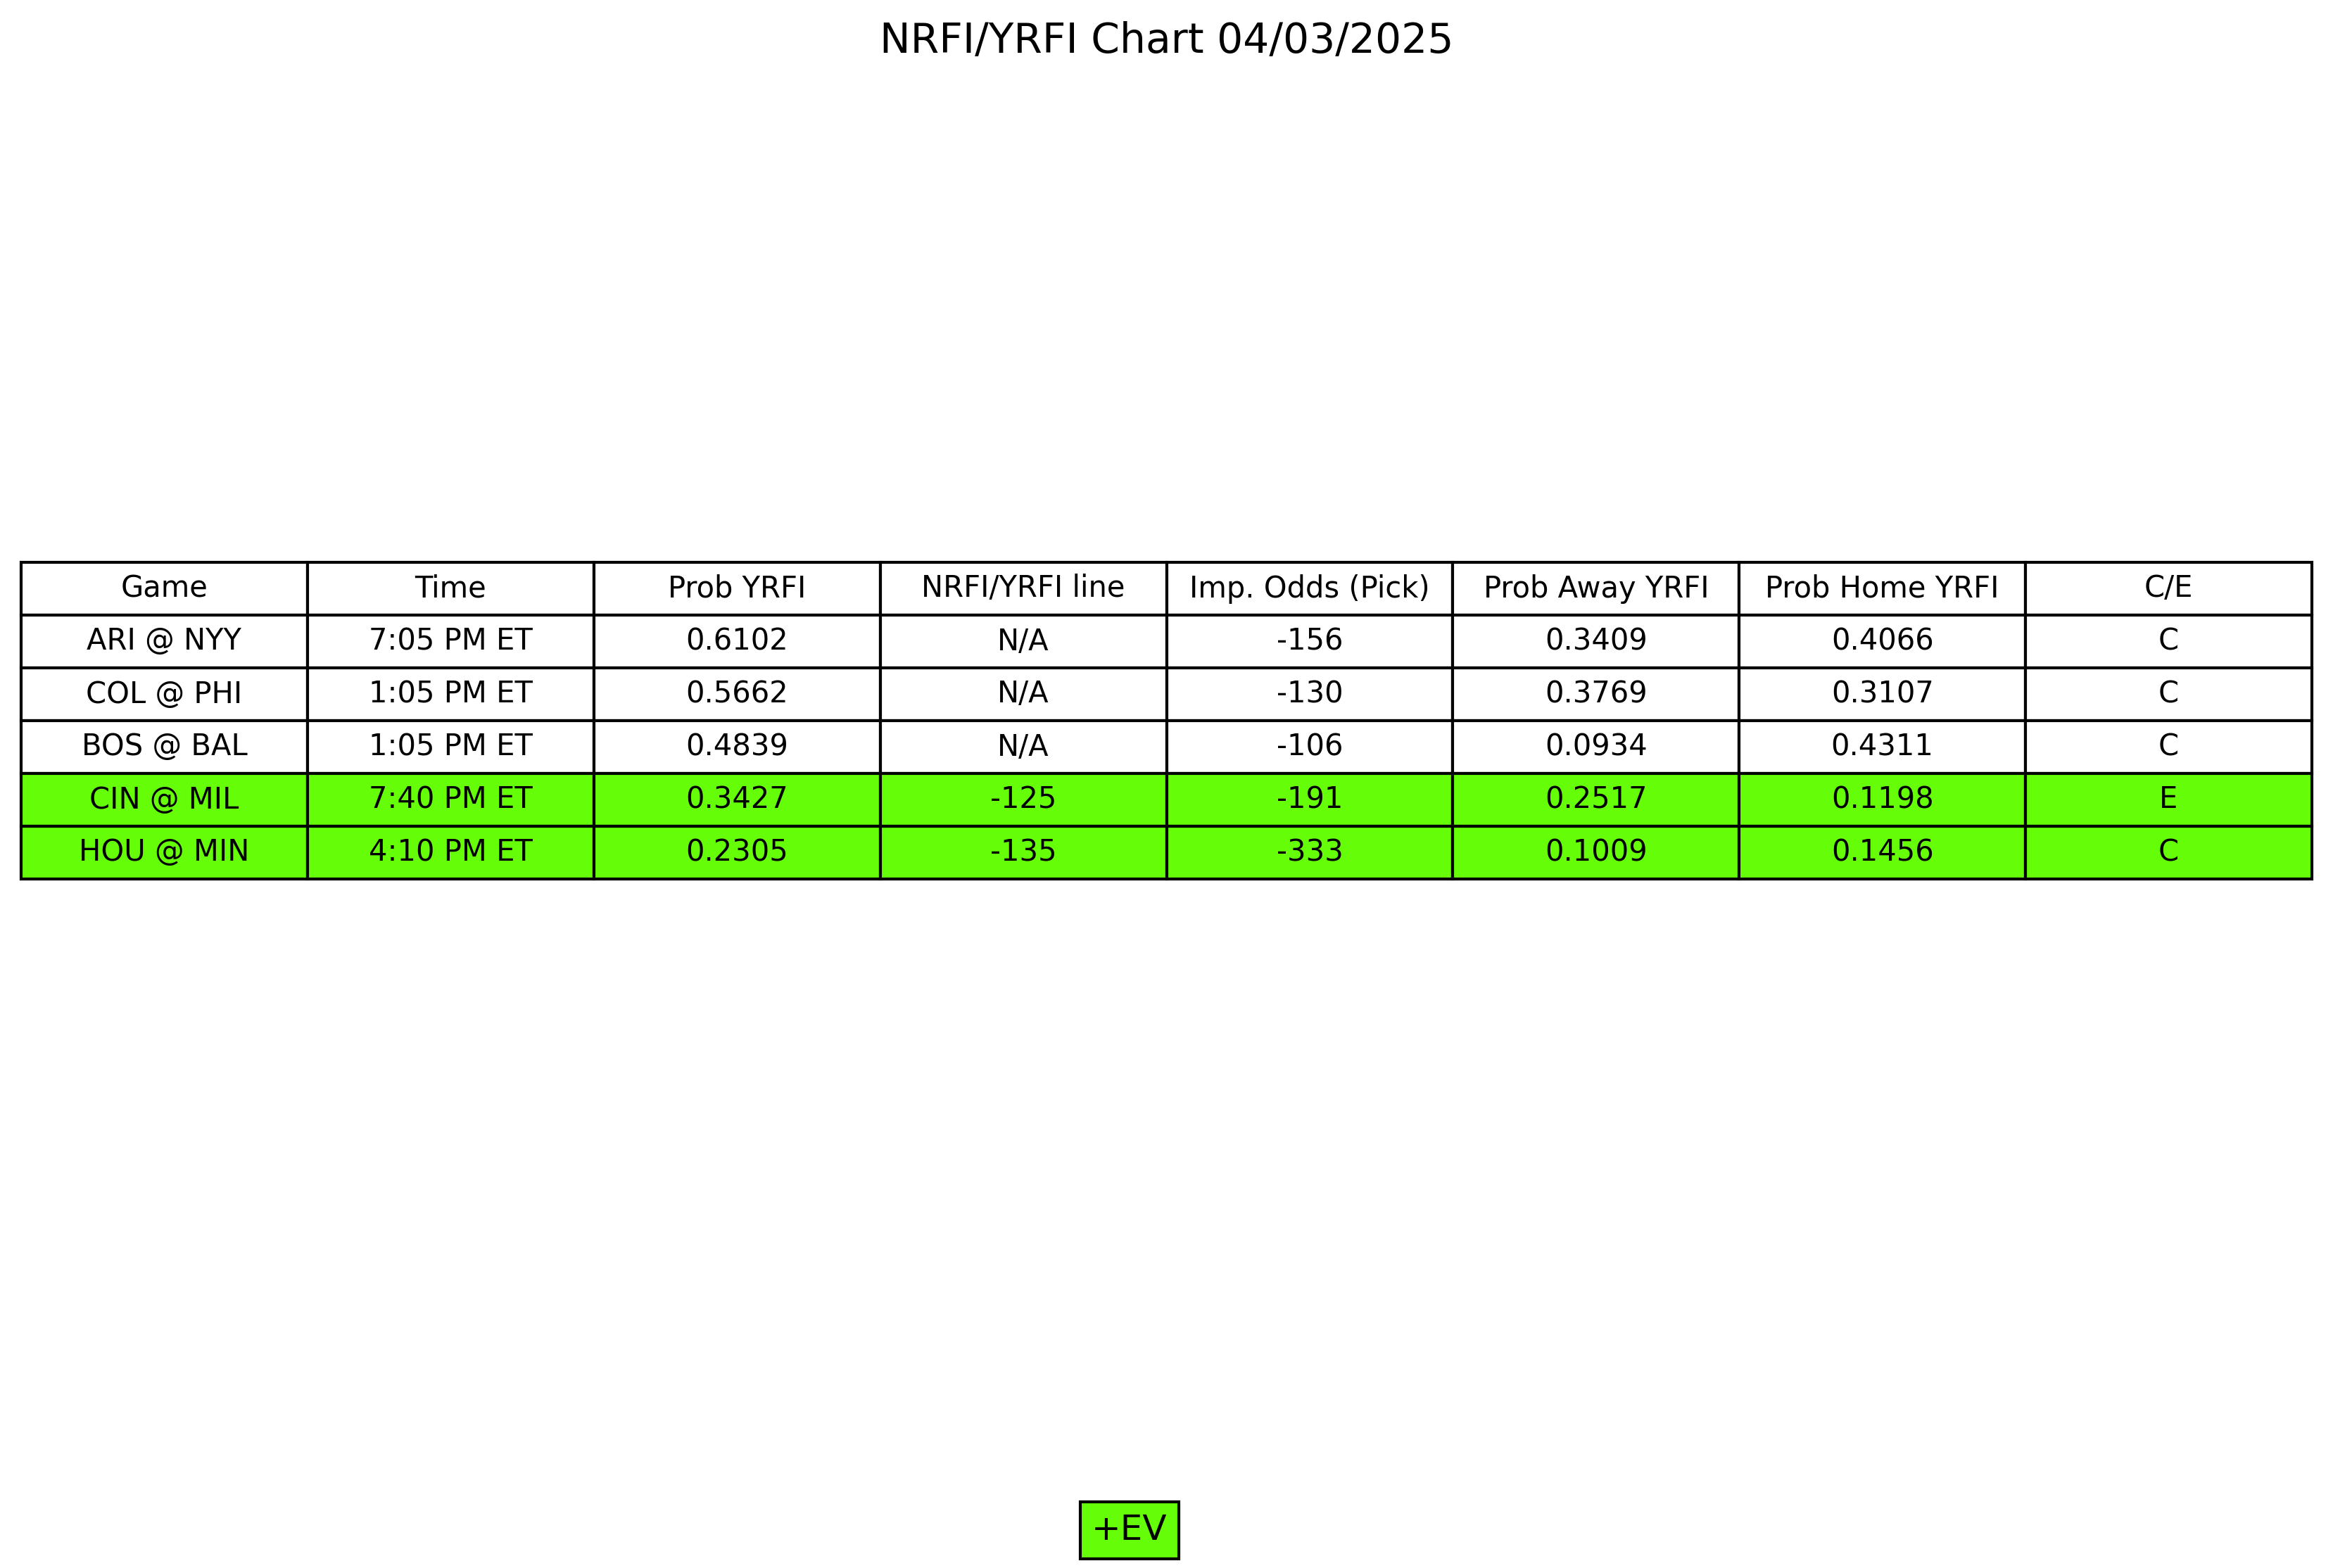 NRFI/YRFI Chart 04/03/2025
Game Time Prob YRFI NRFI/YRFI line Imp. Odds (Pick) Prob Away YRFI Prob Home YRFI C/E
ARI @ NYY 7:05 PM ET 0.6102 N/A -156 0.3409 0.4066 C
COL @ PHI 1:05 PM ET 0.5662 N/A -130 0.3769 0.3107 C
BOS @ BAL 1:05 PM ET 0.4839 N/A -106 0.0934 0.4311 C
CIN @ MIL 7:40 PM ET 0.3427 -125 -191 0.2517 0.1198 E
HOU @ MIN 4:10 PM ET 0.2305 -135 -333 0.1009 0.1456 C
+EV